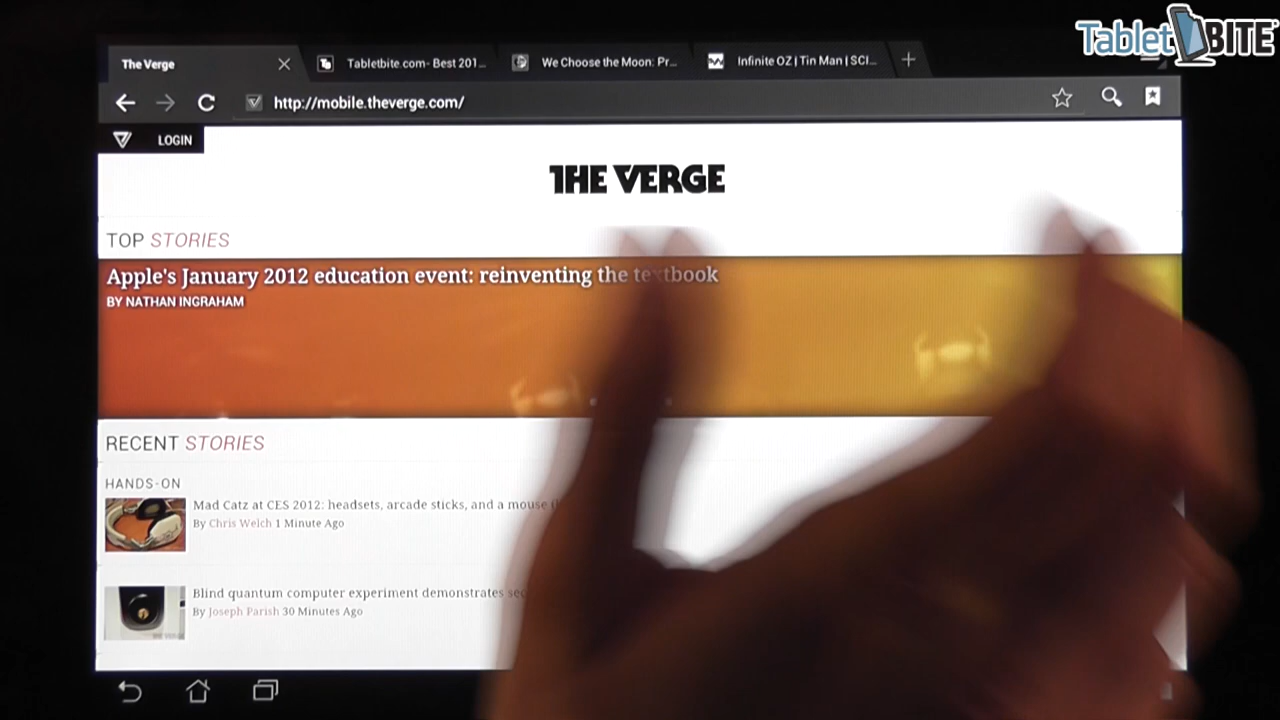 Tablet BITE
The Verge
Tabletbite.com- Best 201...
We Choose the Moon: Pr...
Infinite OZ | Tin Man | SCI...
http://mobile.theverge.com/
LOGIN
THE VERGE
TOP STORIES
Apple's January 2012 education event: reinventing the textbook
BY NATHAN INGRAHAM
RECENT STORIES
HANDS-ON
Mad Catz at CES 2012: headsets, arcade sticks, and a mouse
By Chris Welch 1 Minute Ago
Blind quantum computer experiment demonstrates
By Joseph Parish 30 Minutes Ago